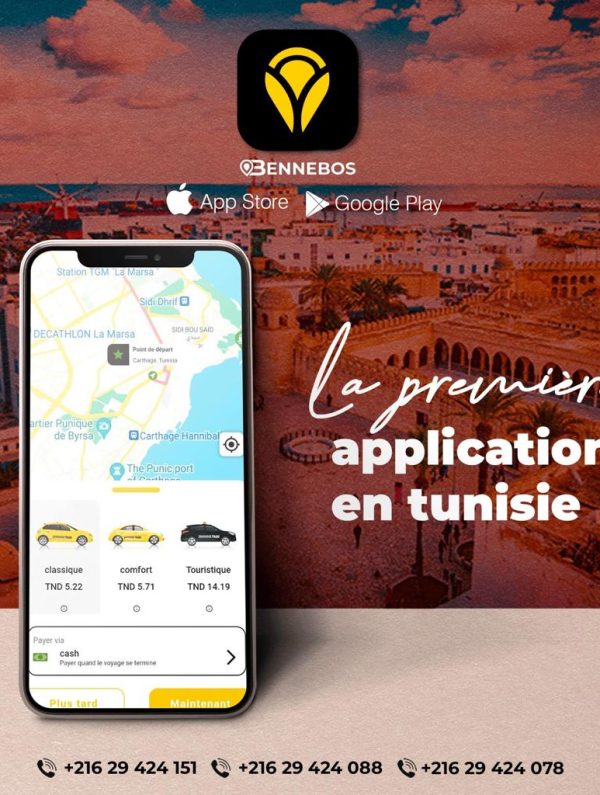 BENNEBOS
App Store
Google Play
Station TGM "La Marsa"
Sidi Dhrif
SIDI BOU SAID
DECATHLON La Marsa
Point de départ
Carthage, Tunisia
artier Punique
de Byrsa
Carthage Hannibal
The Punic port
of Carthage
La premièr
application
en tunisie
classique
comfort
Touristique
TND 5.22
TND 5.71
TND 14.19
Payer via
cash
Payer quand le voyage se termine
Plus tard
Maintenant
+216 29 424 151
+216 29 424 088
+216 29 424 078